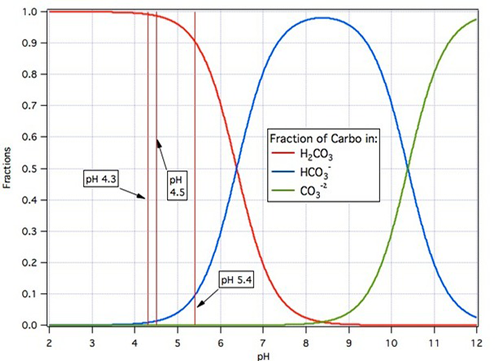 1.0
0.9
0.8
0.7
0.6
0.5
0.4
0.3
0.2
0.1
0.0
Fractions
2 3 4 5 6 7 8 9 10 11 12
pH
pH 4.3
pH
4.5
pH 5.4
Fraction of Carbo in:
H₂CO₃
HCO₃⁻
CO₃⁻²